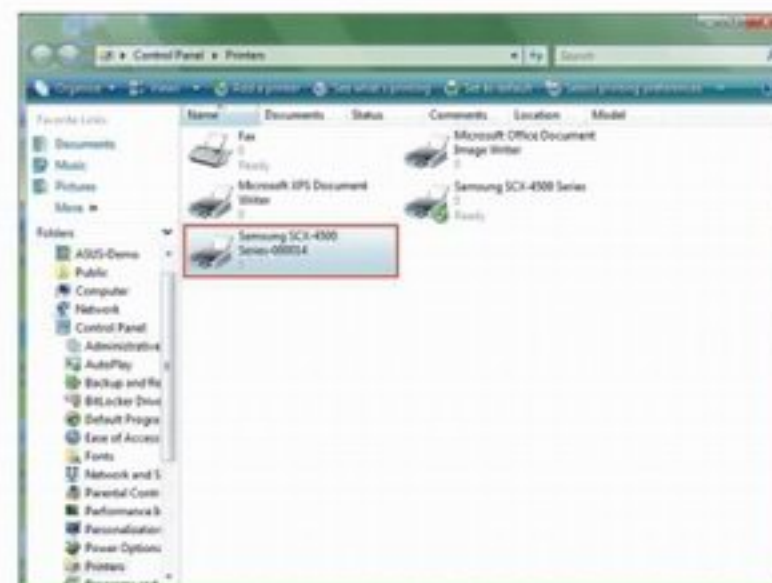 Control Panel ▸ Printers
Search
Organize Views Add a printer See what's printing Set as default Select printing preferences
Favorite Links
Documents
Music
Pictures
More »
Folders
ASUS-Demo
Public
Computer
Network
Control Panel
Administrative
AutoPlay
Backup and Re
BitLocker Drive
Default Progra
Ease of Access
Fonts
Network and S
Parental Contr
Performance
Personalization
Power Options
Printers
Programs and
Name Documents Status Comments Location Model
Fax
0
Ready
Microsoft Office Document
Image Writer
0
Microsoft XPS Document
Writer
0
Samsung SCX-4500 Series
0
Ready
Samsung SCX-4500
Series-000014
0